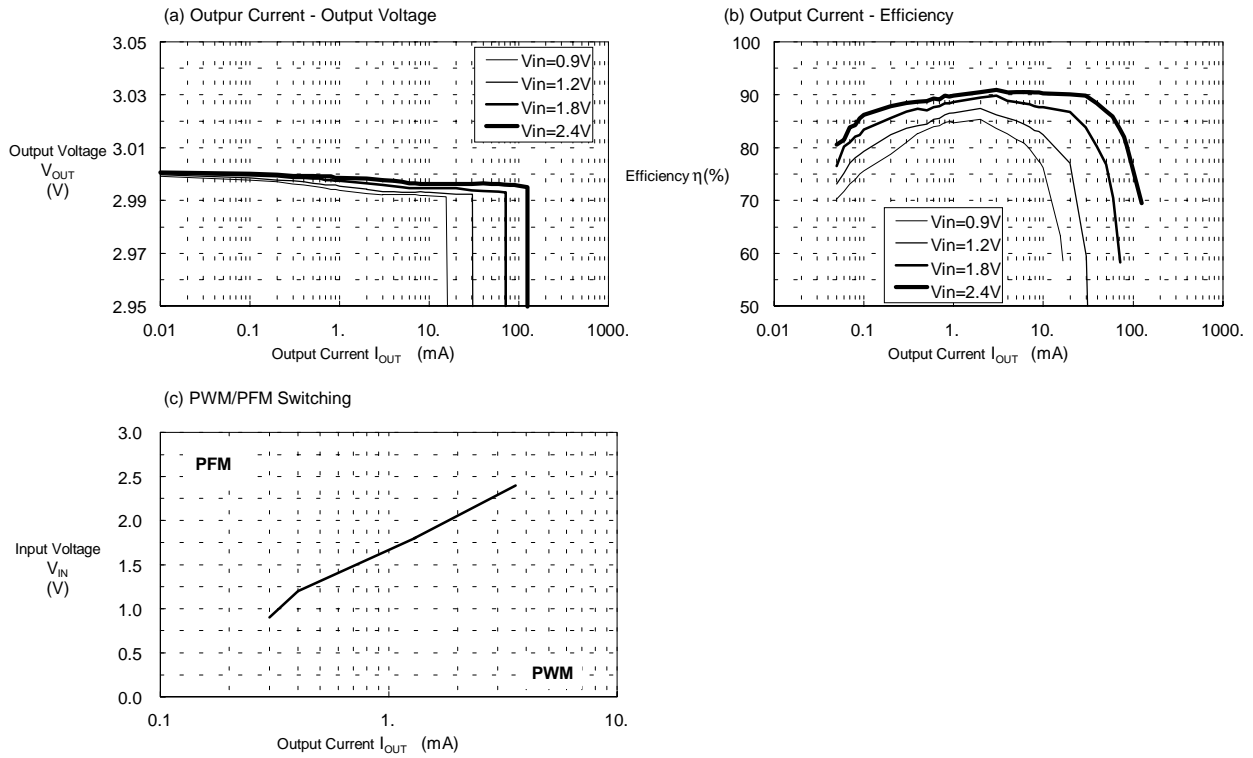 (a) Outpur Current - Output Voltage
3.05
3.03
3.01
2.99
2.97
2.95
Output Voltage
VOUT
(V)
Vin=0.9V
Vin=1.2V
Vin=1.8V
Vin=2.4V
0.01 0.1 1. 10. 100. 1000.
Output Current IOUT (mA)
(b) Output Current - Efficiency
100
90
80
70
60
50
Efficiency η(%)
Vin=0.9V
Vin=1.2V
Vin=1.8V
Vin=2.4V
0.01 0.1 1. 10. 100. 1000.
Output Current IOUT (mA)
(c) PWM/PFM Switching
3.0
2.5
2.0
1.5
1.0
0.5
0.0
Input Voltage
VIN
(V)
PFM
PWM
0.1 1. 10.
Output Current IOUT (mA)